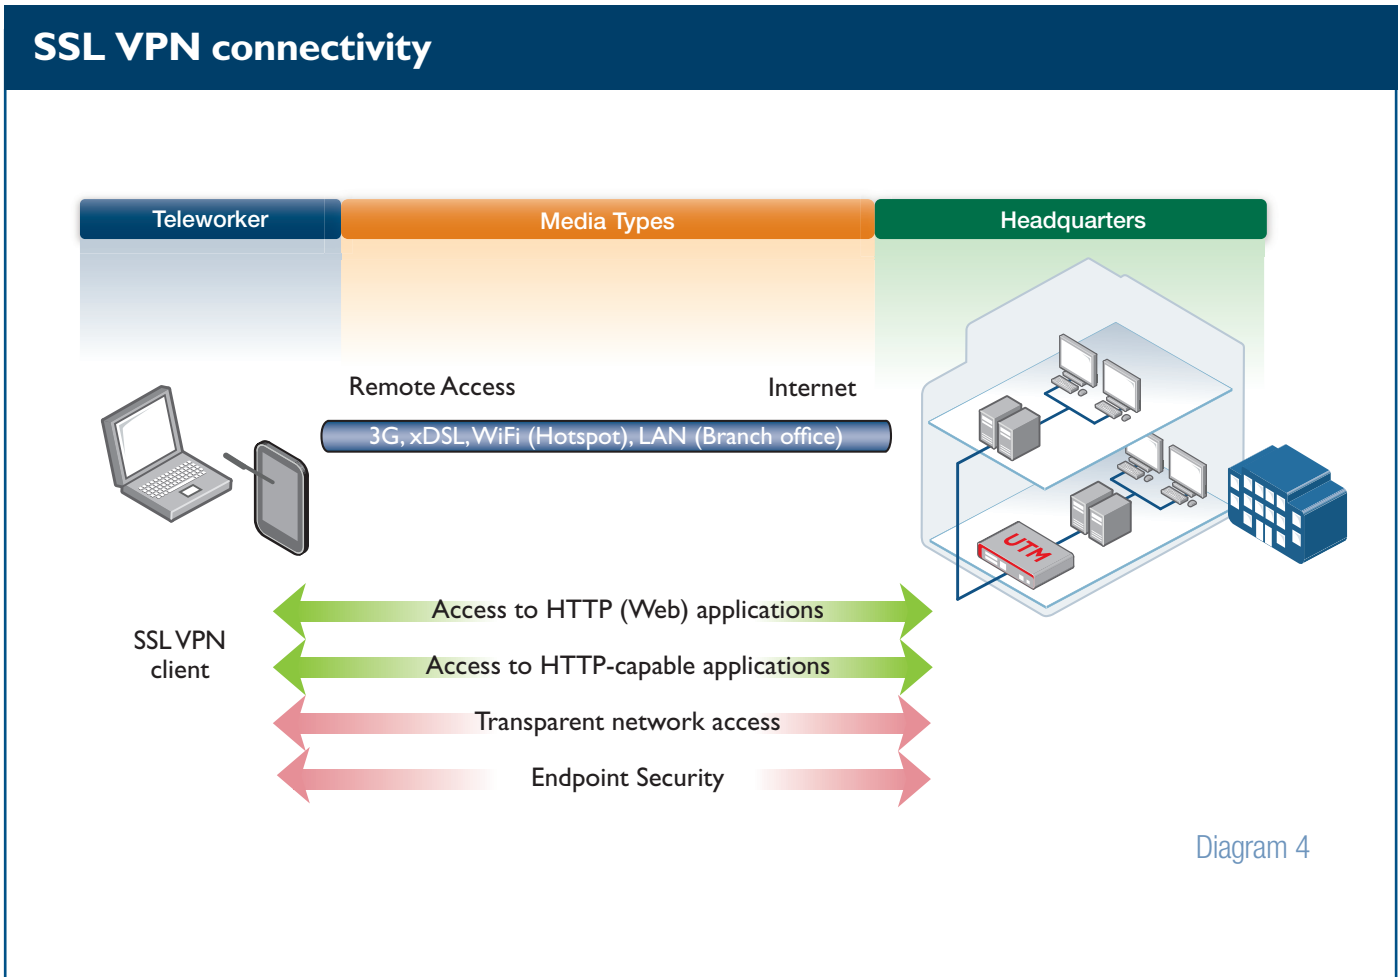 SSL VPN connectivity
Teleworker
Media Types
Headquarters
Remote Access
Internet
3G, xDSL, WiFi (Hotspot), LAN (Branch office)
UTM
Access to HTTP (Web) applications
SSL VPN
client
Access to HTTP-capable applications
Transparent network access
Endpoint Security
Diagram 4